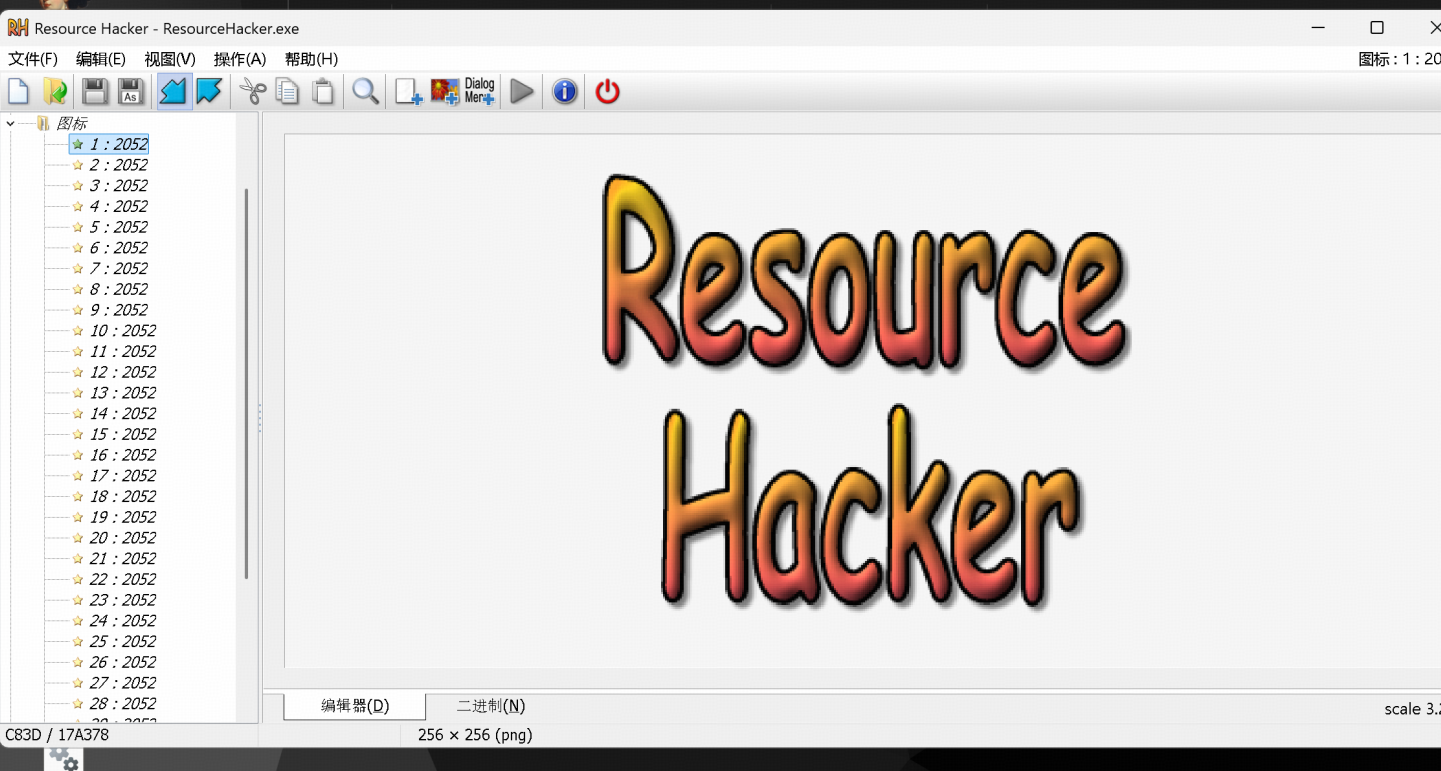 RH Resource Hacker - ResourceHacker.exe
文件(F) 编辑(E) 视图(V) 操作(A) 帮助(H)
图标 : 1 : 20
As
Dialog
Men
图标
1 : 2052
2 : 2052
3 : 2052
4 : 2052
5 : 2052
6 : 2052
7 : 2052
8 : 2052
9 : 2052
10 : 2052
11 : 2052
12 : 2052
13 : 2052
14 : 2052
15 : 2052
16 : 2052
17 : 2052
18 : 2052
19 : 2052
20 : 2052
21 : 2052
22 : 2052
23 : 2052
24 : 2052
25 : 2052
26 : 2052
27 : 2052
28 : 2052
Resource
Hacker
编辑器(D) 二进制(N)
scale 3.
C83D / 17A378
256 × 256 (png)